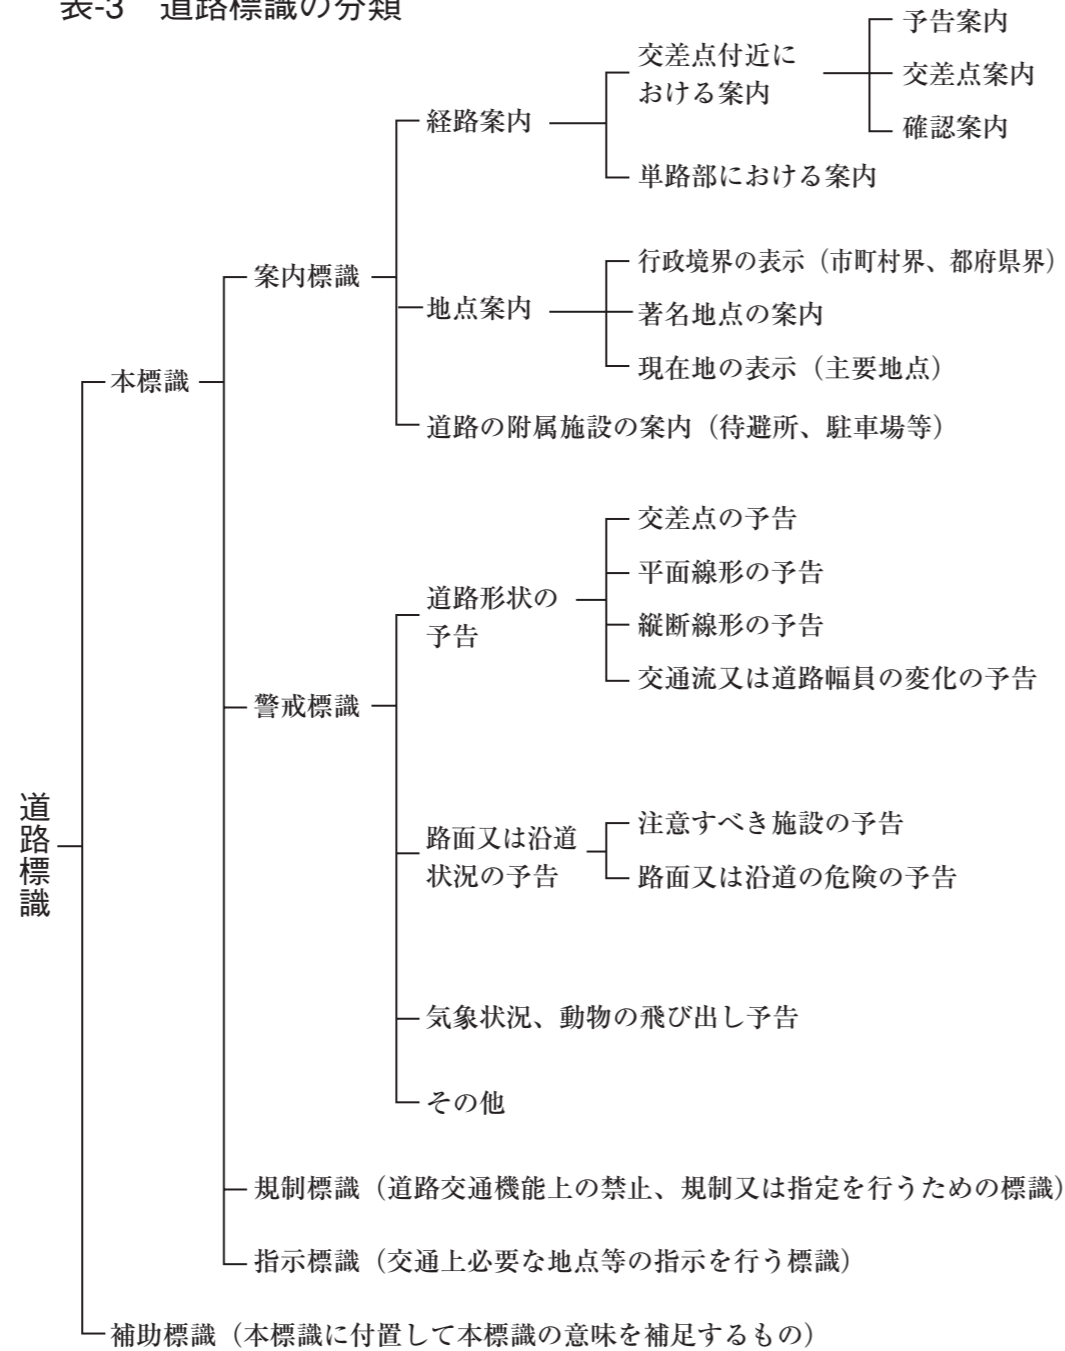 表-3　道路標識の分類
予告案内
交差点付近に
おける案内
交差点案内
確認案内
経路案内
単路部における案内
案内標識
行政境界の表示（市町村界、都府県界）
地点案内
著名地点の案内
現在地の表示（主要地点）
本標識
道路の附属施設の案内（待避所、駐車場等）
交差点の予告
平面線形の予告
道路形状の
予告
縦断線形の予告
交通流又は道路幅員の変化の予告
警戒標識
道路標識
路面又は沿道
状況の予告
注意すべき施設の予告
路面又は沿道の危険の予告
気象状況、動物の飛び出し予告
その他
規制標識（道路交通機能上の禁止、規制又は指定を行うための標識）
指示標識（交通上必要な地点等の指示を行う標識）
補助標識（本標識に付置して本標識の意味を補足するもの）